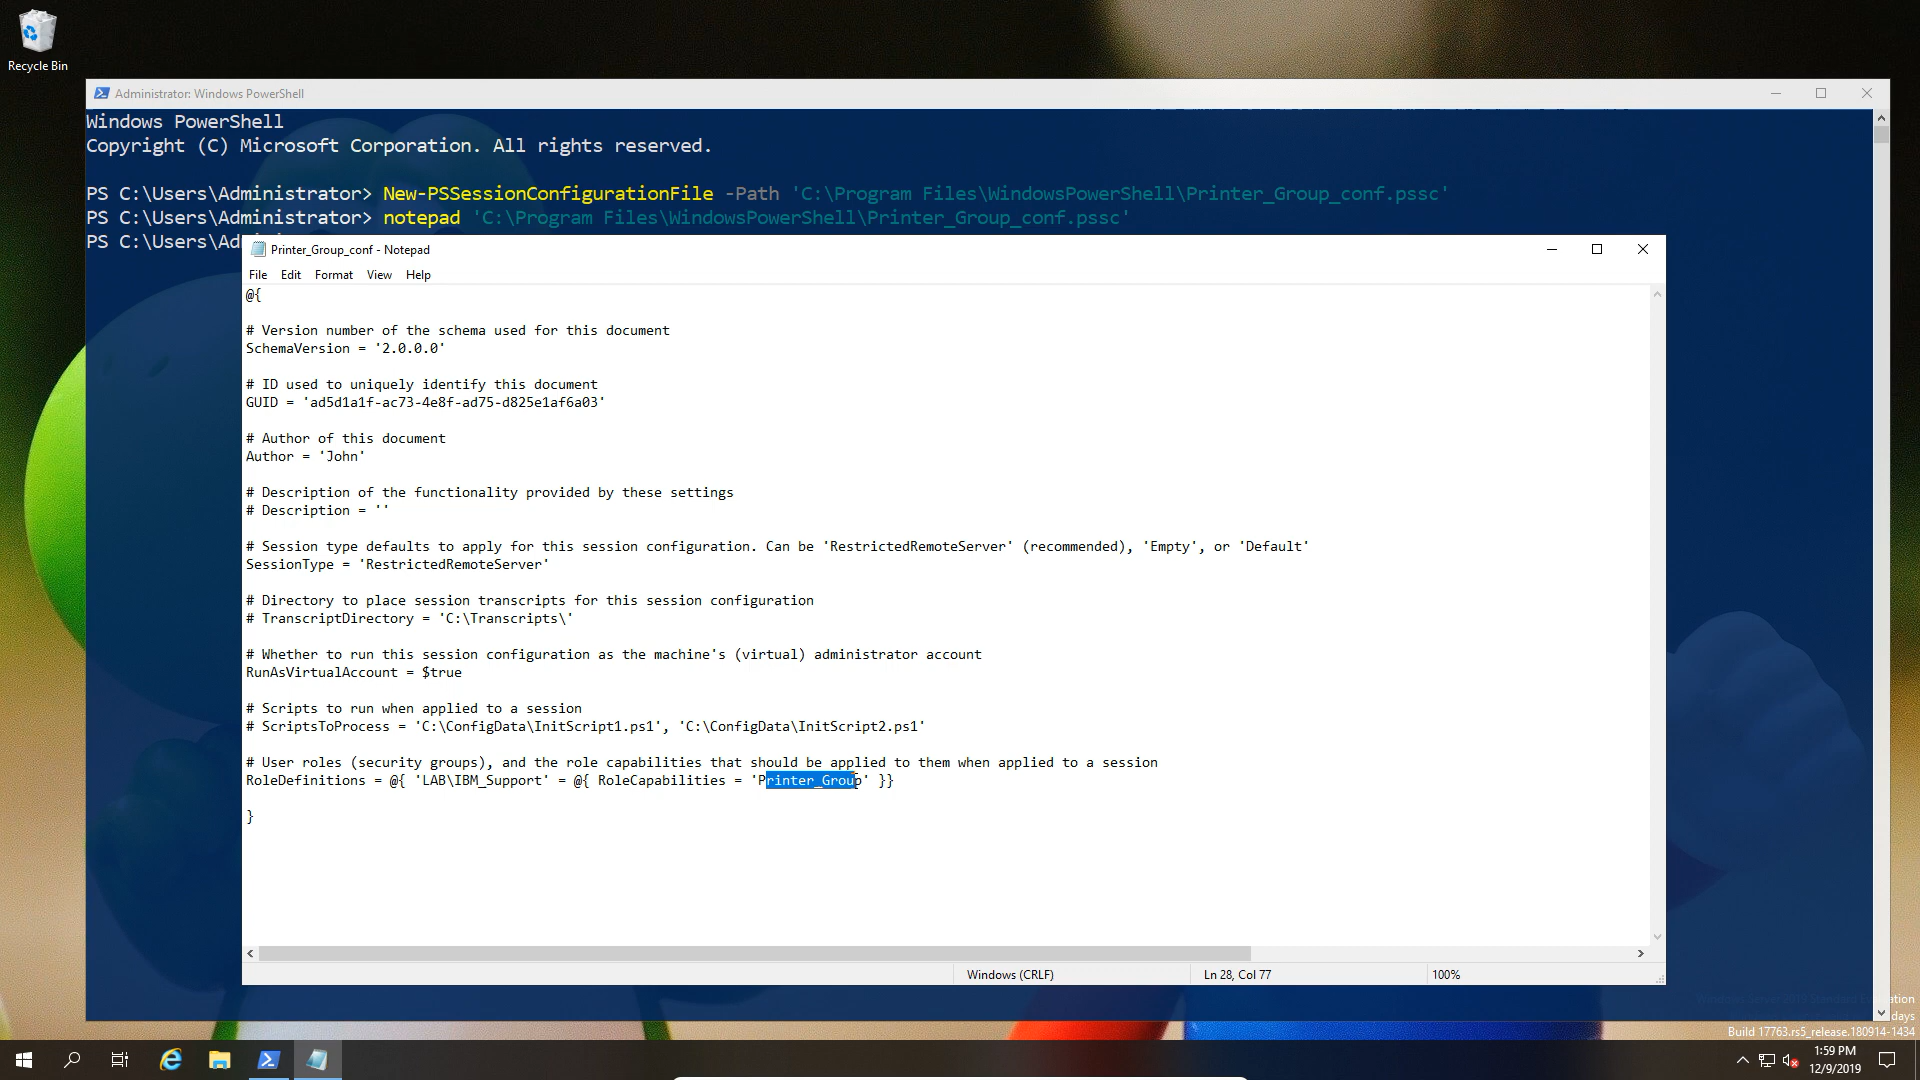 Recycle Bin
Administrator: Windows PowerShell
Windows PowerShell
Copyright (C) Microsoft Corporation. All rights reserved.
PS C:\Users\Administrator> New-PSSessionConfigurationFile -Path 'C:\Program Files\WindowsPowerShell\Printer_Group_conf.pssc'
PS C:\Users\Administrator> notepad 'C:\Program Files\WindowsPowerShell\Printer_Group_conf.pssc'
PS C:\Users\Ad
Printer_Group_conf - Notepad
File Edit Format View Help
@{
# Version number of the schema used for this document
SchemaVersion = '2.0.0.0'
# ID used to uniquely identify this document
GUID = 'ad5d1a1f-ac73-4e8f-ad75-d825e1af6a03'
# Author of this document
Author = 'John'
# Description of the functionality provided by these settings
# Description = ''
# Session type defaults to apply for this session configuration. Can be 'RestrictedRemoteServer' (recommended), 'Empty', or 'Default'
SessionType = 'RestrictedRemoteServer'
# Directory to place session transcripts for this session configuration
# TranscriptDirectory = 'C:\Transcripts\'
# Whether to run this session configuration as the machine's (virtual) administrator account
RunAsVirtualAccount = $true
# Scripts to run when applied to a session
# ScriptsToProcess = 'C:\ConfigData\InitScript1.ps1', 'C:\ConfigData\InitScript2.ps1'
# User roles (security groups), and the role capabilities that should be applied to them when applied to a session
RoleDefinitions = @{ 'LAB\IBM_Support' = @{ RoleCapabilities = 'Printer_Group' }}
}
Windows (CRLF) Ln 28, Col 77 100%
ation
days
Build 17763.rs5_release.180914-1434
1:59 PM
12/9/2019